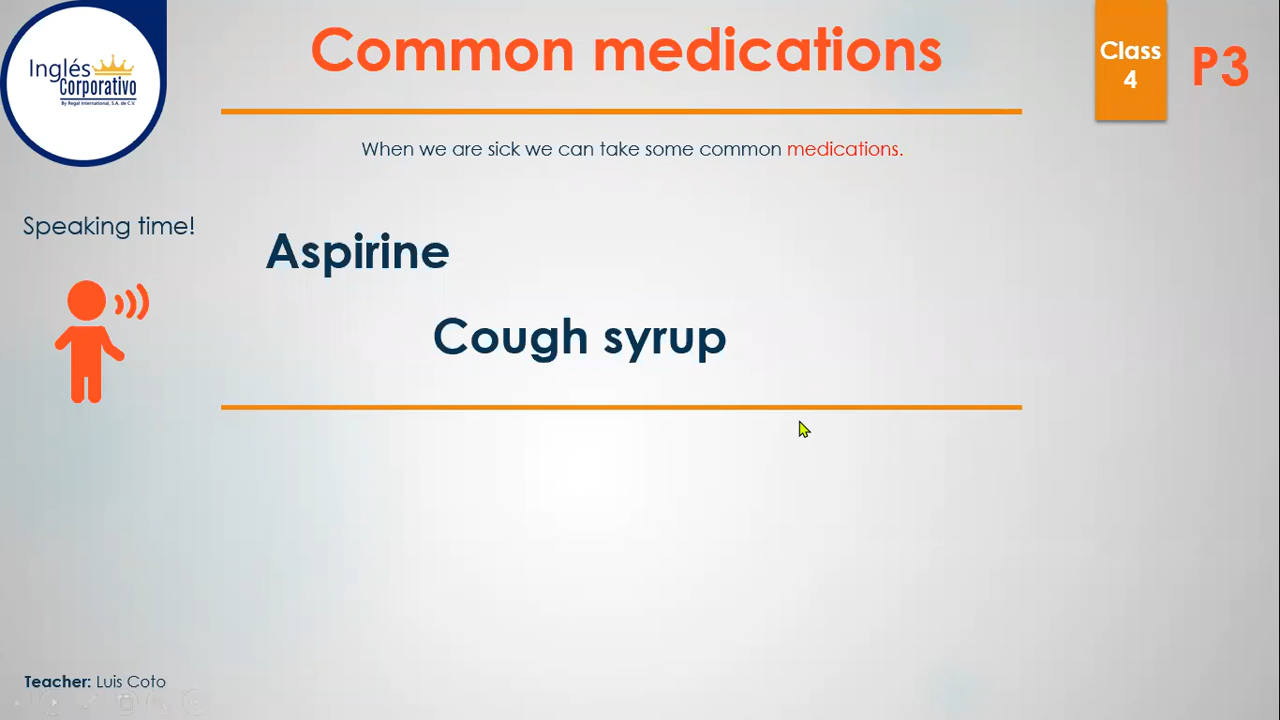 Inglés
Corporativo
By Regal International, S.A. de C.V.
Common medications
Class
4
P3
When we are sick we can take some common medications.
Speaking time!
Aspirine
Cough syrup
Teacher: Luis Coto